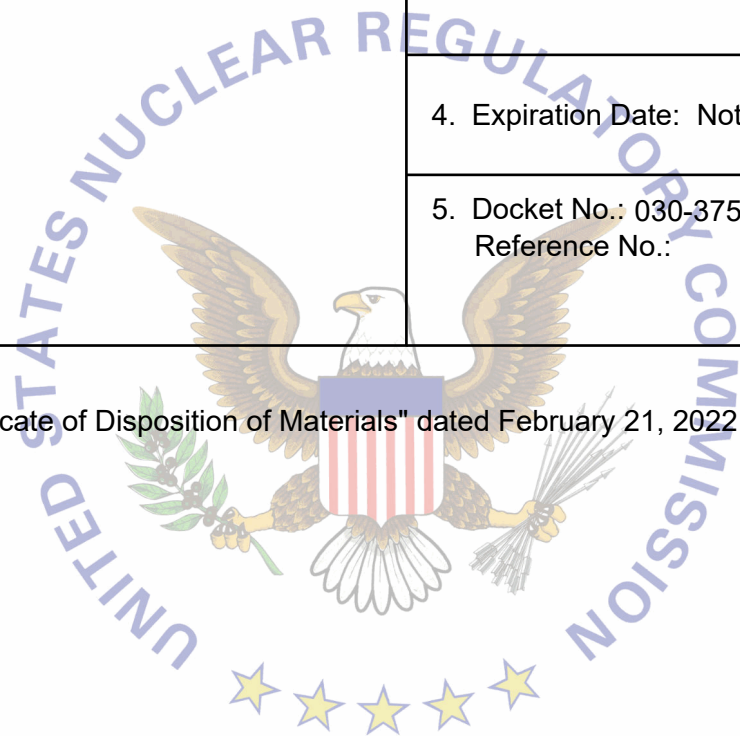 UNITED STATES NUCLEAR REGULATORY COMMISSION
4. Expiration Date: Not
5. Docket No.: 030-375
Reference No.:
cate of Disposition of Materials" dated February 21, 2022